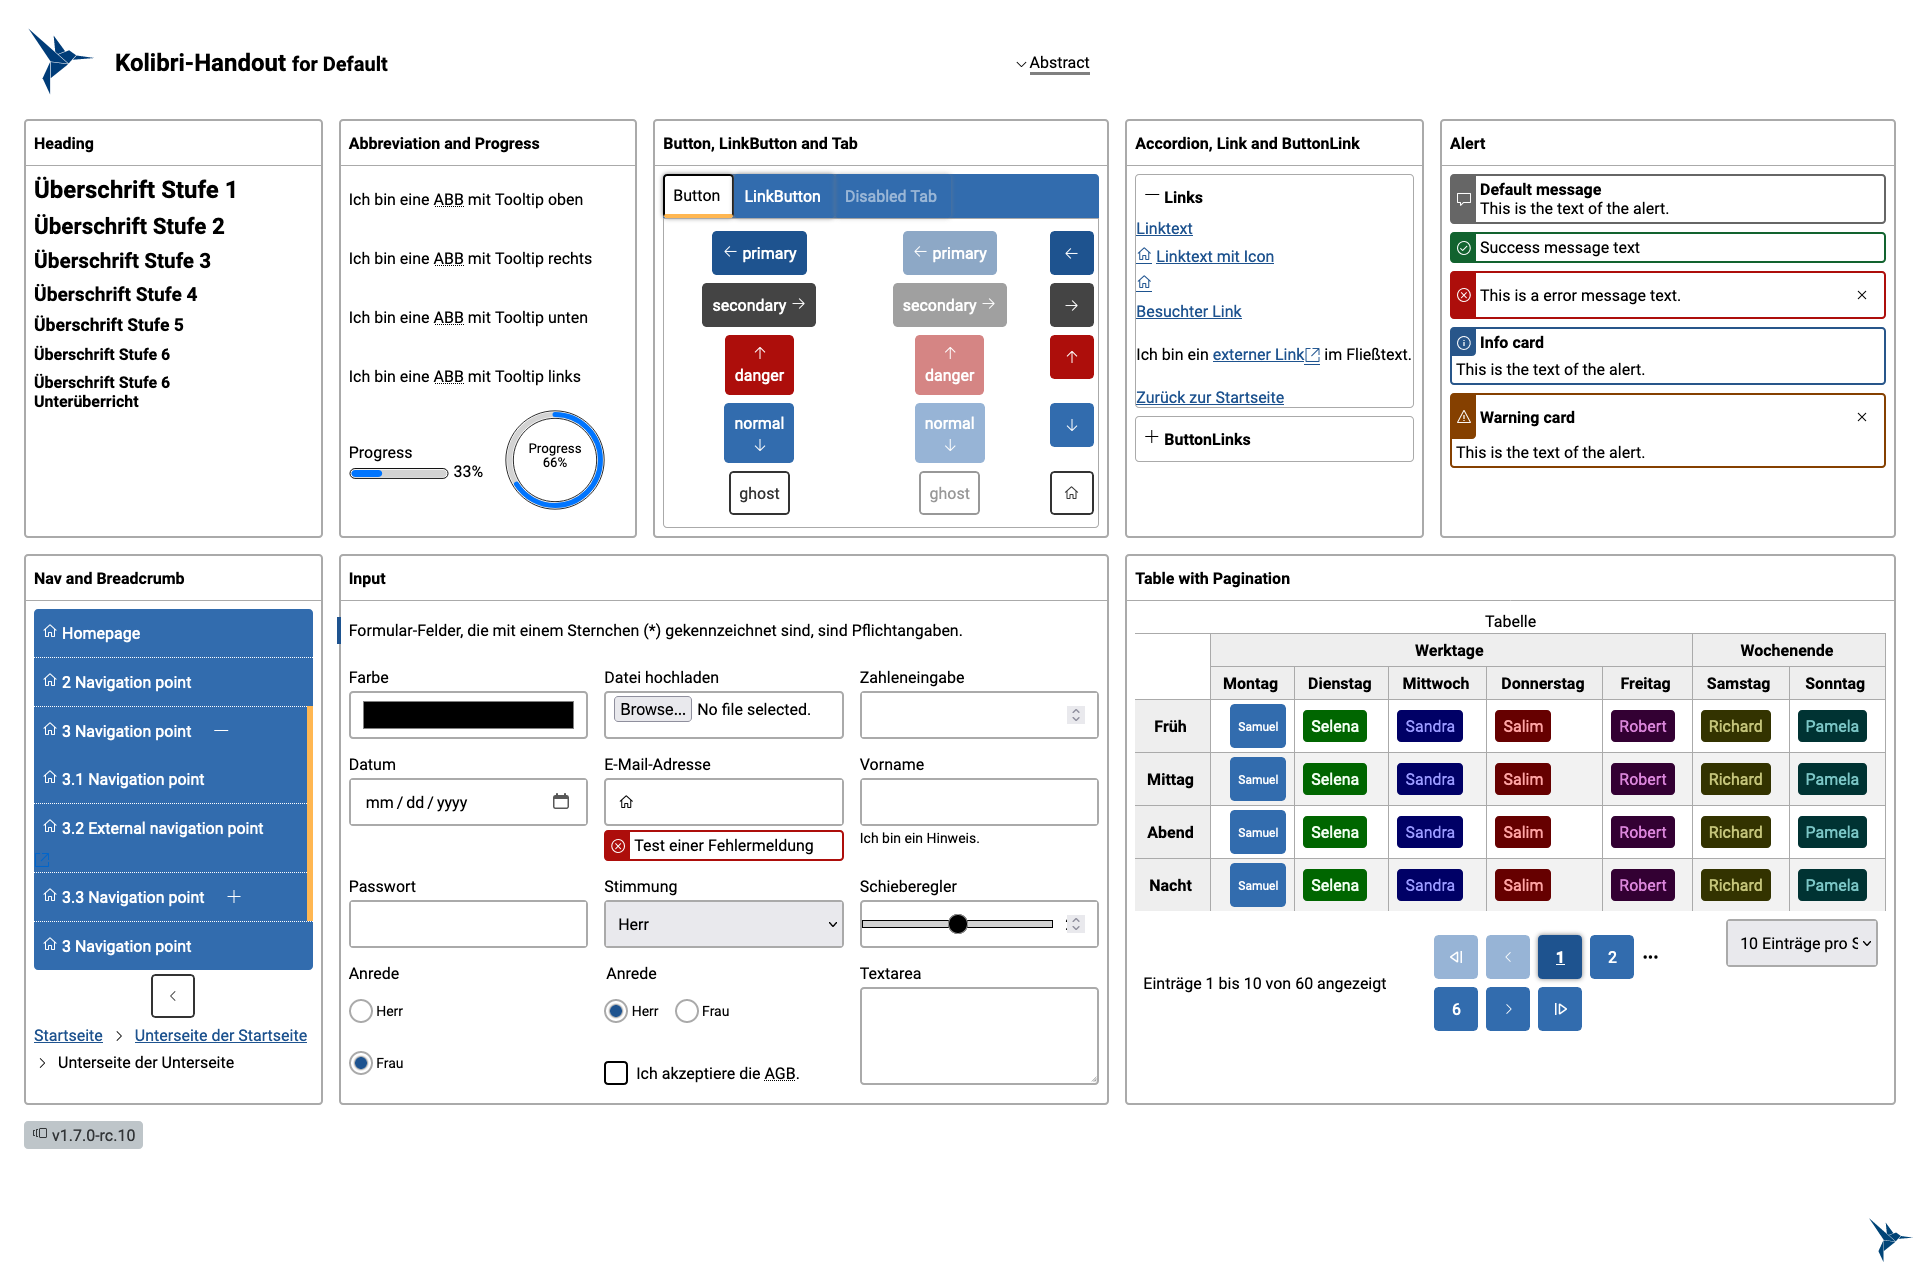 Kolibri-Handout for Default
Abstract
Heading
Überschrift Stufe 1
Überschrift Stufe 2
Überschrift Stufe 3
Überschrift Stufe 4
Überschrift Stufe 5
Überschrift Stufe 6
Überschrift Stufe 6
Unterüberricht
Abbreviation and Progress
Ich bin eine ABB mit Tooltip oben
Ich bin eine ABB mit Tooltip rechts
Ich bin eine ABB mit Tooltip unten
Ich bin eine ABB mit Tooltip links
Progress
33%
Progress
66%
Button, LinkButton and Tab
Button LinkButton Disabled Tab
primary primary
secondary secondary
danger danger
normal normal
ghost ghost
Accordion, Link and ButtonLink
Links
Linktext
Linktext mit Icon
Besuchter Link
Ich bin ein externer Link im Fließtext.
Zurück zur Startseite
ButtonLinks
Alert
Default message
This is the text of the alert.
Success message text
This is a error message text.
Info card
This is the text of the alert.
Warning card
This is the text of the alert.
Nav and Breadcrumb
Homepage
2 Navigation point
3 Navigation point
3.1 Navigation point
3.2 External navigation point
3.3 Navigation point
3 Navigation point
Startseite Unterseite der Startseite
Unterseite der Unterseite
Input
Formular-Felder, die mit einem Sternchen (*) gekennzeichnet sind, sind Pflichtangaben.
Farbe
Datei hochladen
Browse... No file selected.
Zahleneingabe
Datum
mm / dd / yyyy
E-Mail-Adresse
Test einer Fehlermeldung
Vorname
Ich bin ein Hinweis.
Passwort
Stimmung
Herr
Schieberegler
Anrede
Herr
Frau
Anrede
Herr Frau
Ich akzeptiere die AGB.
Textarea
Table with Pagination
Tabelle
Werktage Wochenende
Montag Dienstag Mittwoch Donnerstag Freitag Samstag Sonntag
Früh Samuel Selena Sandra Salim Robert Richard Pamela
Mittag Samuel Selena Sandra Salim Robert Richard Pamela
Abend Samuel Selena Sandra Salim Robert Richard Pamela
Nacht Samuel Selena Sandra Salim Robert Richard Pamela
Einträge 1 bis 10 von 60 angezeigt
1 2 •••
6
10 Einträge pro S
v1.7.0-rc.10